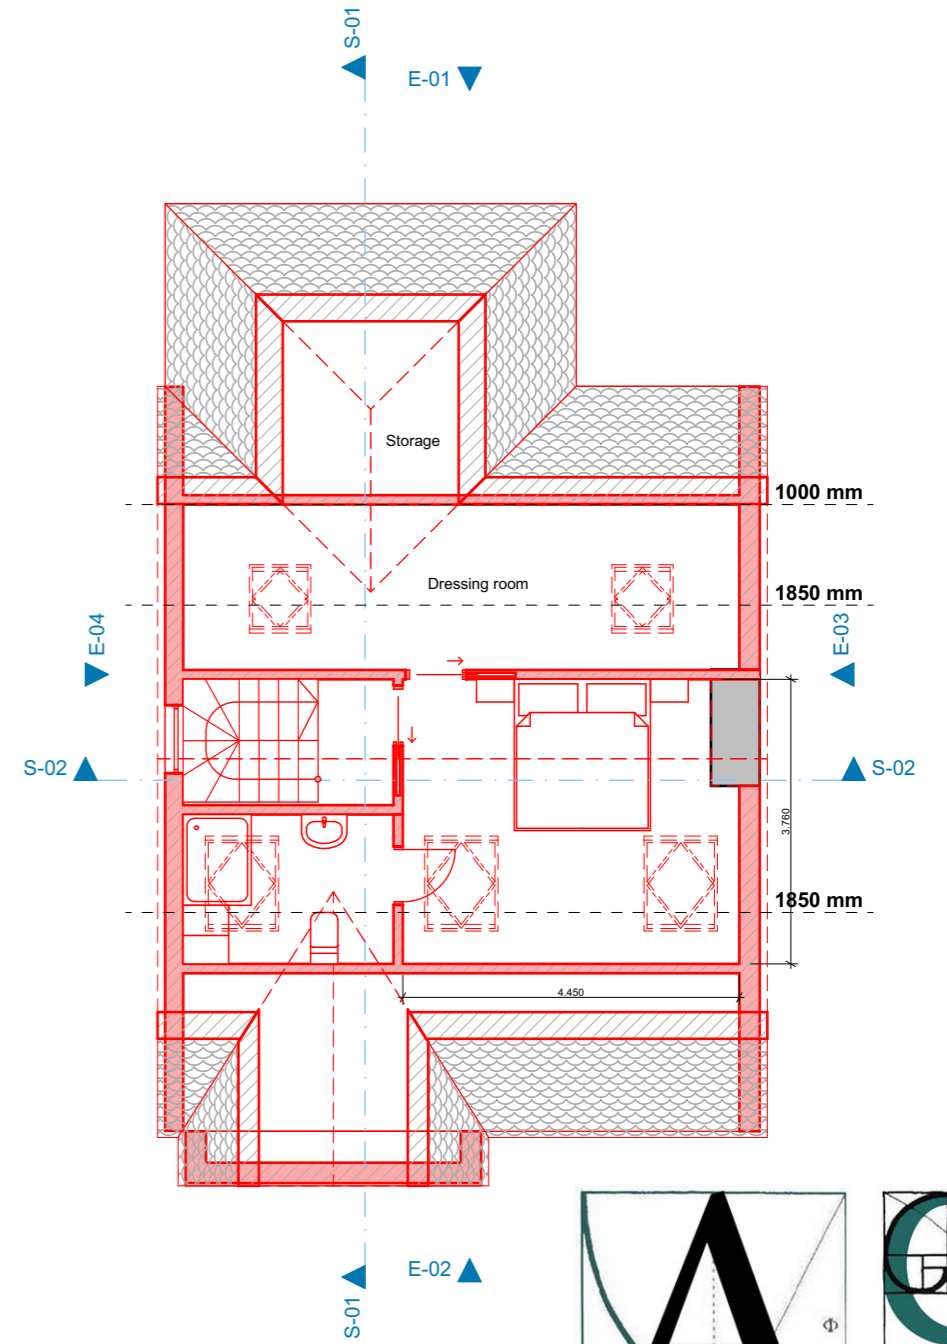 S-01
E-01
Storage
1000 mm
Dressing room
1850 mm
E-04
E-03
S-02
S-02
3.760
1850 mm
4.450
E-02
S-01
Φ